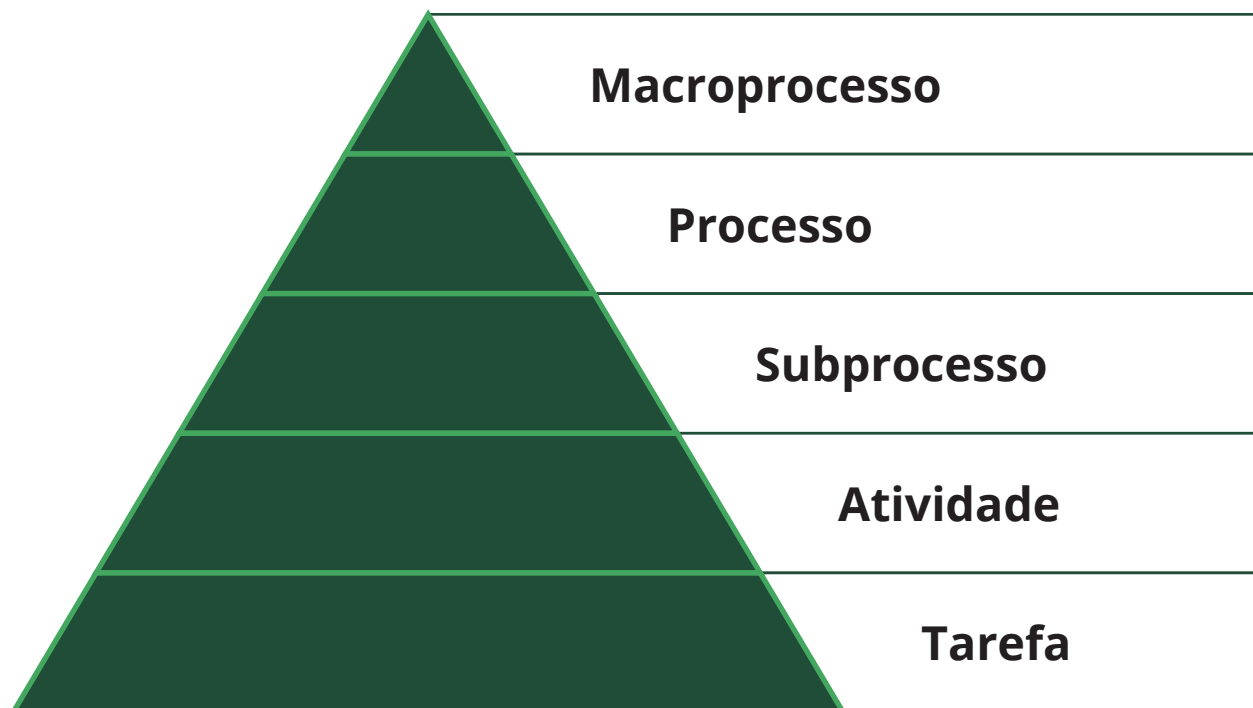 Macroprocesso
Processo
Subprocesso
Atividade
Tarefa